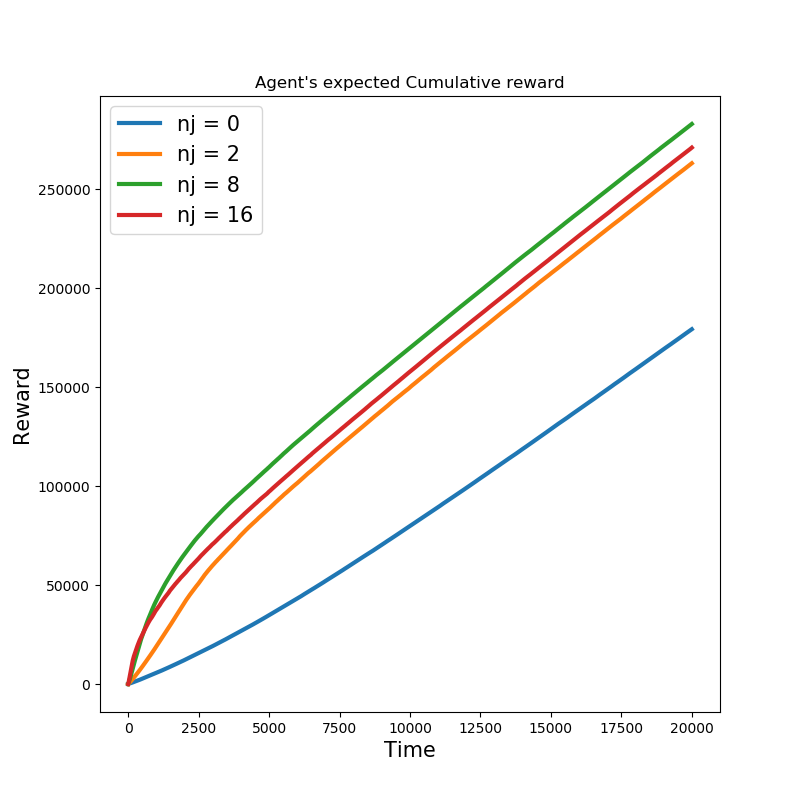 Agent's expected Cumulative reward
nj = 0
nj = 2
nj = 8
nj = 16
250000
200000
150000
100000
50000
0
Reward
0 2500 5000 7500 10000 12500 15000 17500 20000
Time